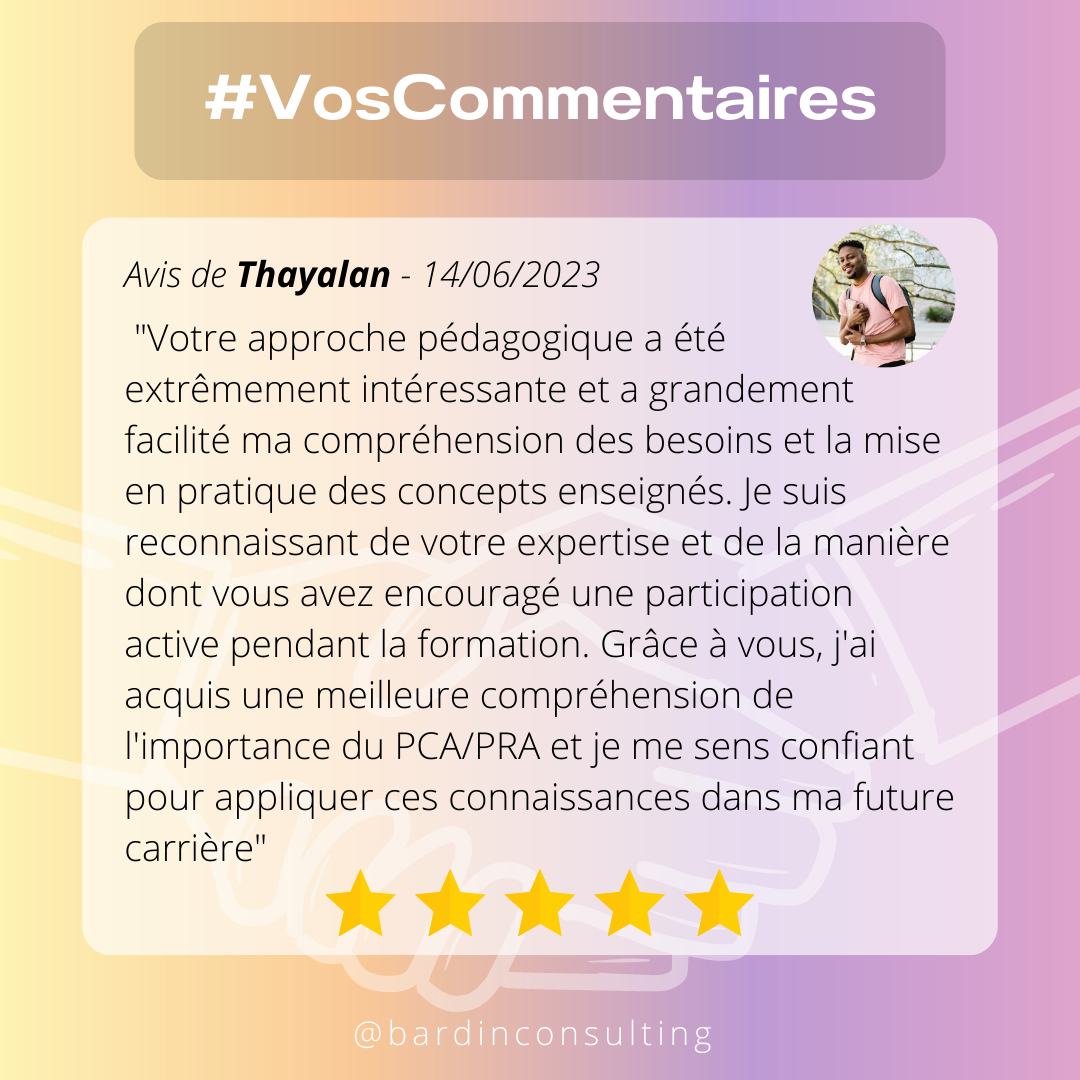 #VosCommentaires
Avis de Thayalan - 14/06/2023
"Votre approche pédagogique a été
extrêmement intéressante et a grandement
facilité ma compréhension des besoins et la mise
en pratique des concepts enseignés. Je suis
reconnaissant de votre expertise et de la manière
dont vous avez encouragé une participation
active pendant la formation. Grâce à vous, j'ai
acquis une meilleure compréhension de
l'importance du PCA/PRA et je me sens confiant
pour appliquer ces connaissances dans ma future
carrière"
@bardinconsulting